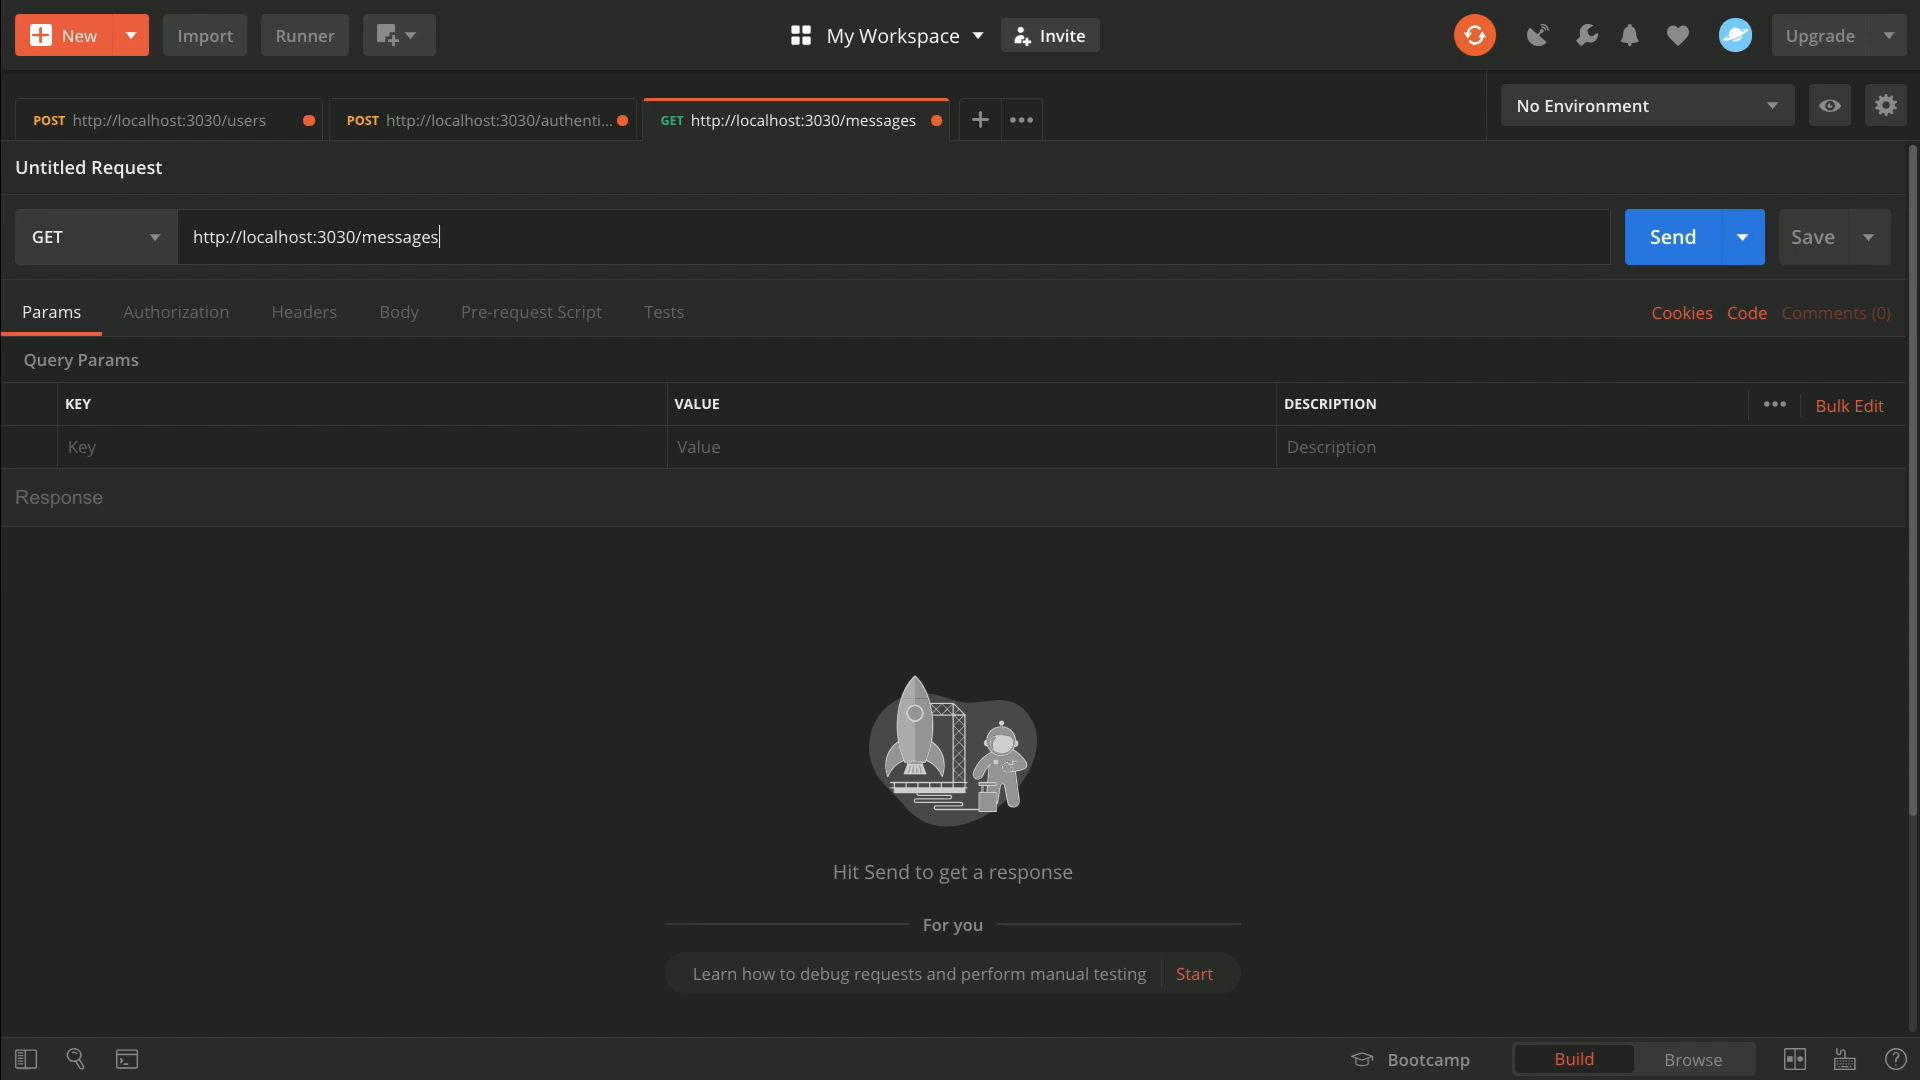 New
Import
Runner
My Workspace
Invite
Upgrade
POST http://localhost:3030/users
POST http://localhost:3030/authenti...
GET http://localhost:3030/messages
No Environment
Untitled Request
GET
http://localhost:3030/messages
Send
Save
Params
Authorization
Headers
Body
Pre-request Script
Tests
Cookies
Code
Comments (0)
Query Params
KEY
VALUE
DESCRIPTION
Bulk Edit
Key
Value
Description
Response
Hit Send to get a response
For you
Learn how to debug requests and perform manual testing
Start
Bootcamp
Build
Browse